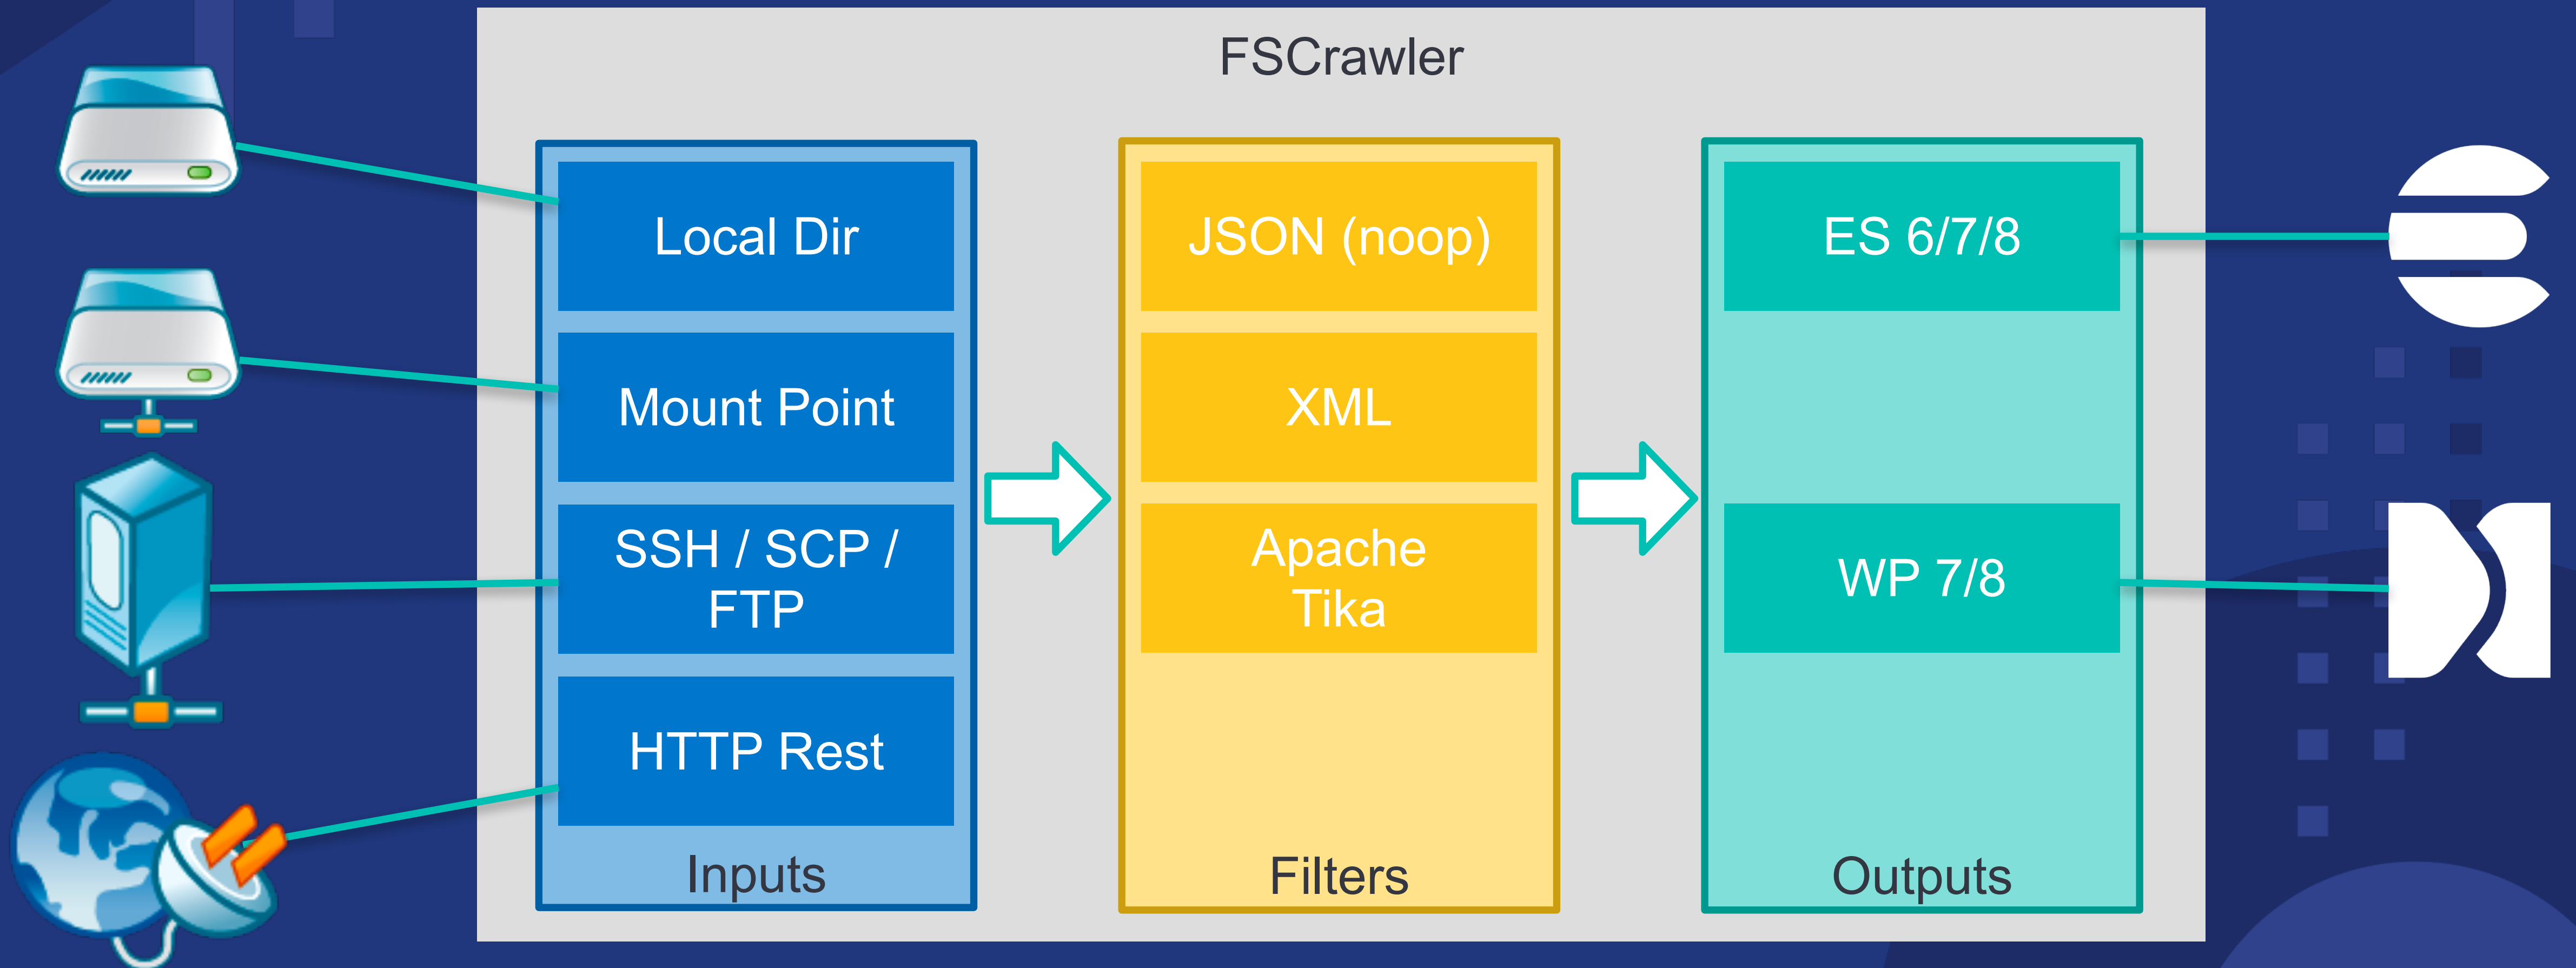 FSCrawler
Local Dir
Mount Point
SSH / SCP /
FTP
HTTP Rest
Inputs
JSON (noop)
XML
Apache
Tika
Filters
ES 6/7/8
WP 7/8
Outputs